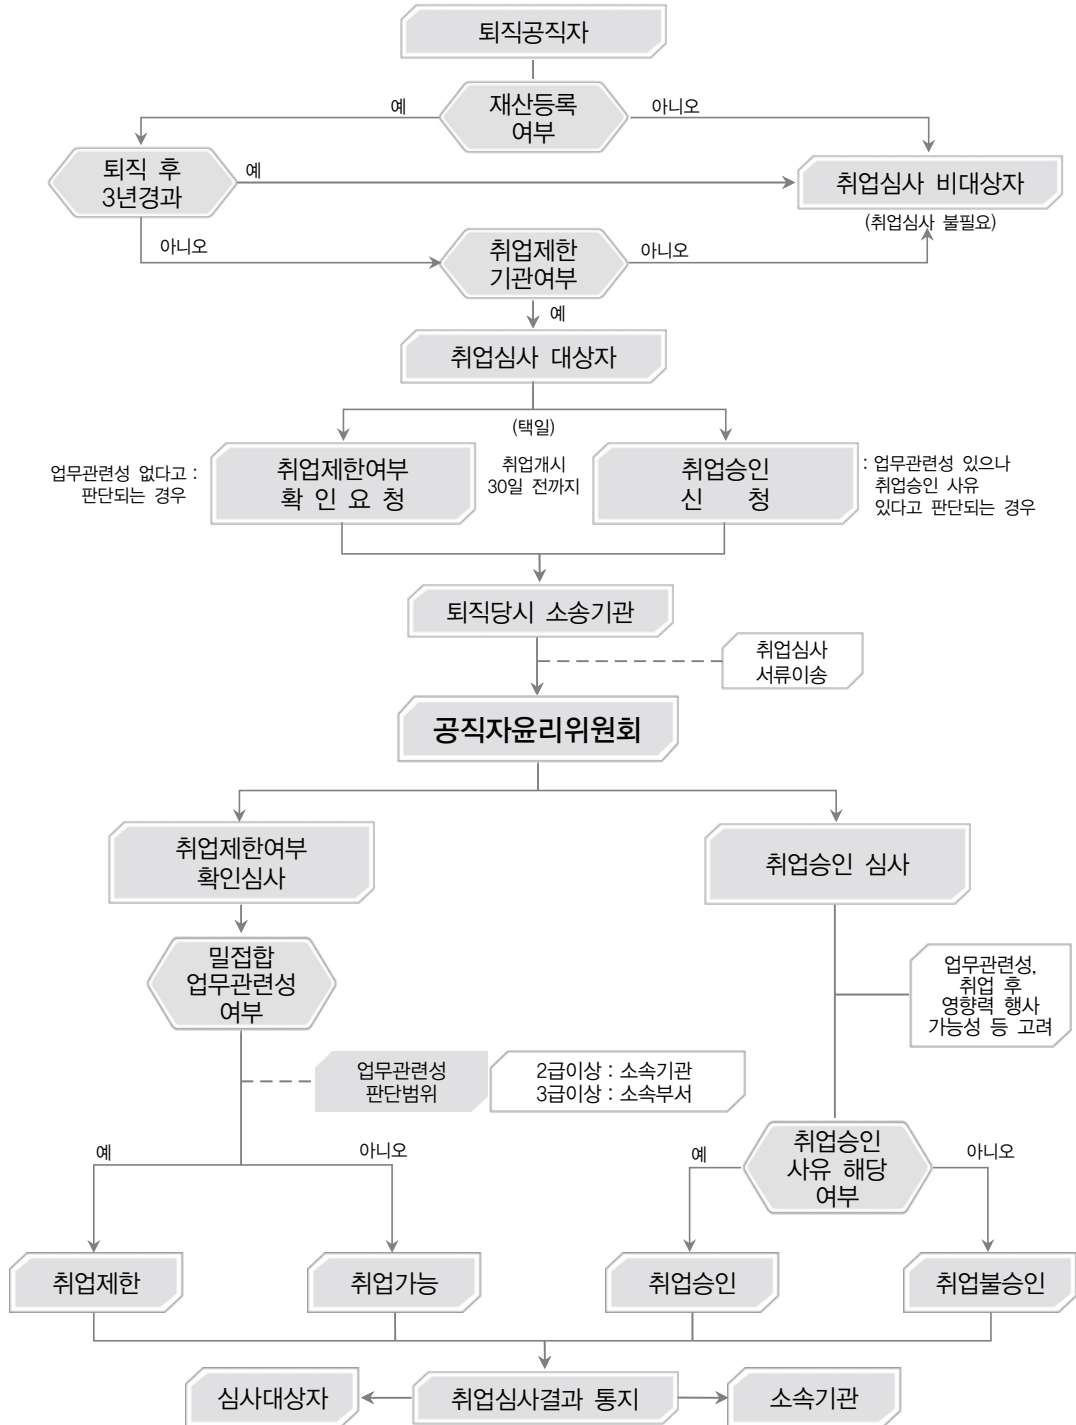 퇴직공직자
재산등록
여부
예
아니오
퇴직 후
3년경과
예
취업심사 비대상자
(취업심사 불필요)
아니오
취업제한
기관여부
아니오
예
취업심사 대상자
(택일)
업무관련성 없다고 :
판단되는 경우
취업제한여부
확 인 요 청
취업개시
30일 전까지
취업승인
신 청
: 업무관련성 있으나
취업승인 사유
있다고 판단되는 경우
퇴직당시 소송기관
취업심사
서류이송
공직자윤리위원회
취업제한여부
확인심사
취업승인 심사
밀접합
업무관련성
여부
업무관련성,
취업 후
영향력 행사
가능성 등 고려
업무관련성
판단범위
2급이상 : 소속기관
3급이상 : 소속부서
예
아니오
예
취업승인
사유 해당
여부
아니오
취업제한
취업가능
취업승인
취업불승인
심사대상자
취업심사결과 통지
소속기관